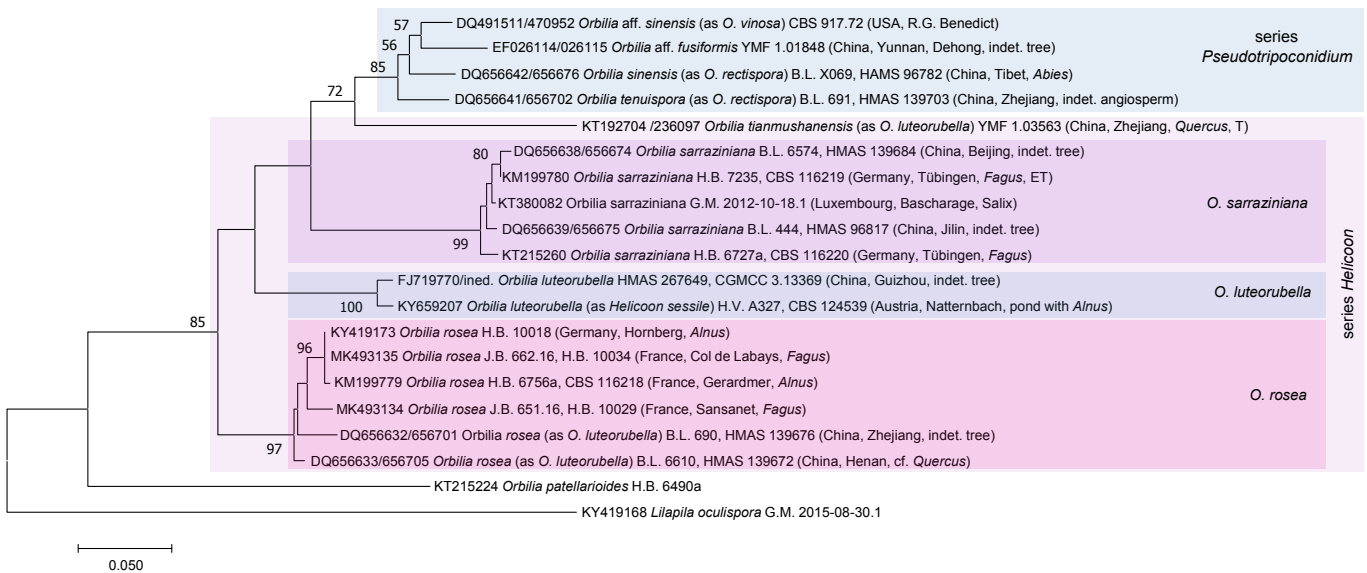 DQ491511/470952 Orbilia aff. sinensis (as O. vinosa) CBS 917.72 (USA, R.G. Benedict)
EF026114/026115 Orbilia aff. fusiformis YMF 1.01848 (China, Yunnan, Dehong, indet. tree)
DQ656642/656676 Orbilia sinensis (as O. rectispora) B.L. X069, HAMS 96782 (China, Tibet, Abies)
DQ656641/656702 Orbilia tenuispora (as O. rectispora) B.L. 691, HMAS 139703 (China, Zhejiang, indet. angiosperm)
series
Pseudotripoconidium
KT192704 /236097 Orbilia tianmushanensis (as O. luteorubella) YMF 1.03563 (China, Zhejiang, Quercus, T)
DQ656638/656674 Orbilia sarraziniana B.L. 6574, HMAS 139684 (China, Beijing, indet. tree)
KM199780 Orbilia sarraziniana H.B. 7235, CBS 116219 (Germany, Tübingen, Fagus, ET)
KT380082 Orbilia sarraziniana G.M. 2012-10-18.1 (Luxembourg, Bascharage, Salix)
DQ656639/656675 Orbilia sarraziniana B.L. 444, HMAS 96817 (China, Jilin, indet. tree)
KT215260 Orbilia sarraziniana H.B. 6727a, CBS 116220 (Germany, Tübingen, Fagus)
O. sarraziniana
FJ719770/ined. Orbilia luteorubella HMAS 267649, CGMCC 3.13369 (China, Guizhou, indet. tree)
KY659207 Orbilia luteorubella (as Helicoon sessile) H.V. A327, CBS 124539 (Austria, Natternbach, pond with Alnus)
O. luteorubella
KY419173 Orbilia rosea H.B. 10018 (Germany, Hornberg, Alnus)
MK493135 Orbilia rosea J.B. 662.16, H.B. 10034 (France, Col de Labays, Fagus)
KM199779 Orbilia rosea H.B. 6756a, CBS 116218 (France, Gerardmer, Alnus)
MK493134 Orbilia rosea J.B. 651.16, H.B. 10029 (France, Sansanet, Fagus)
DQ656632/656701 Orbilia rosea (as O. luteorubella) B.L. 690, HMAS 139676 (China, Zhejiang, indet. tree)
DQ656633/656705 Orbilia rosea (as O. luteorubella) B.L. 6610, HMAS 139672 (China, Henan, cf. Quercus)
O. rosea
series Helicoon
KT215224 Orbilia patellarioides H.B. 6490a
KY419168 Lilapila oculispora G.M. 2015-08-30.1
57
56
85
72
80
99
100
85
96
97
0.050